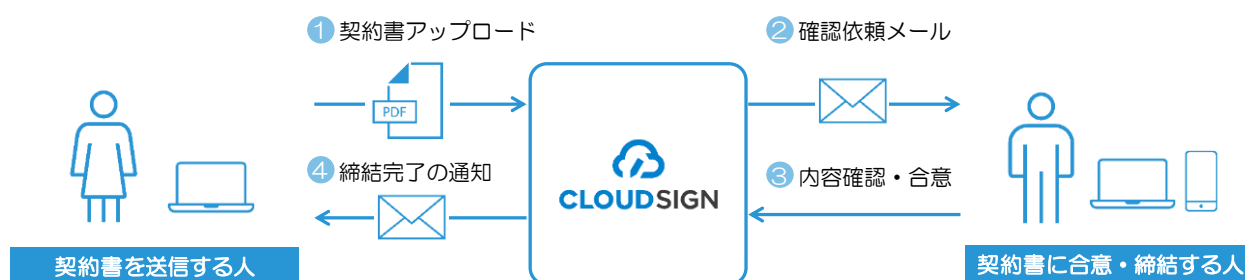 ① 契約書アップロード
② 確認依頼メール
PDF
④ 締結完了の通知
③ 内容確認・合意
CLOUDSIGN
契約書を送信する人
契約書に合意・締結する人